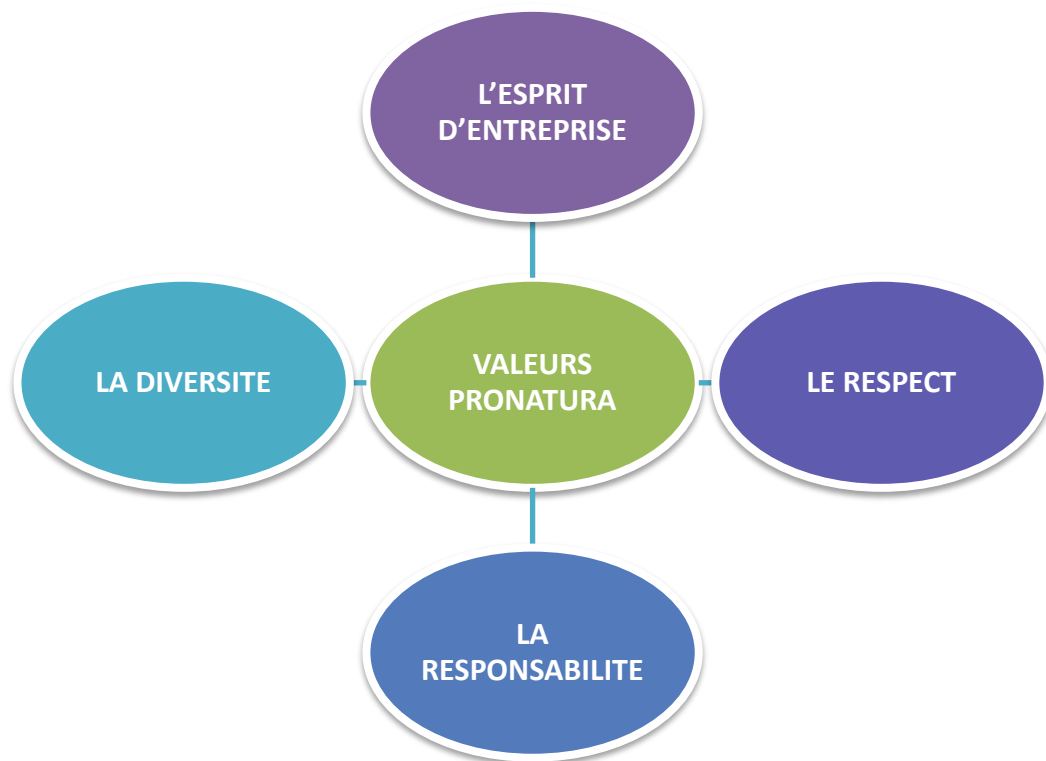 L’ESPRIT
D’ENTREPRISE
LA DIVERSITE
VALEURS
PRONATURA
LE RESPECT
LA
RESPONSABILITE